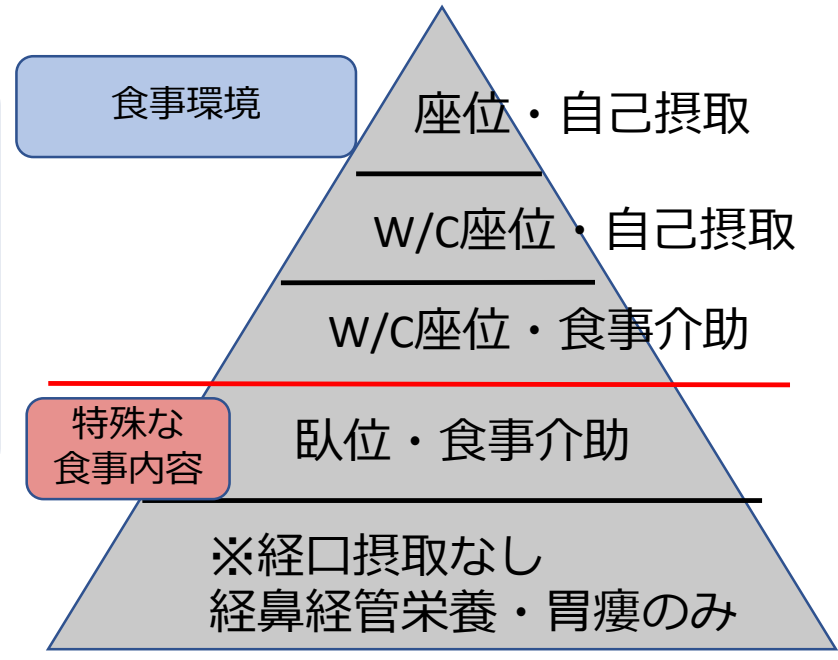 食事環境
座位・自己摂取
W/C座位・自己摂取
W/C座位・食事介助
特殊な
食事内容
臥位・食事介助
※経口摂取なし
経鼻経管栄養・胃瘻のみ